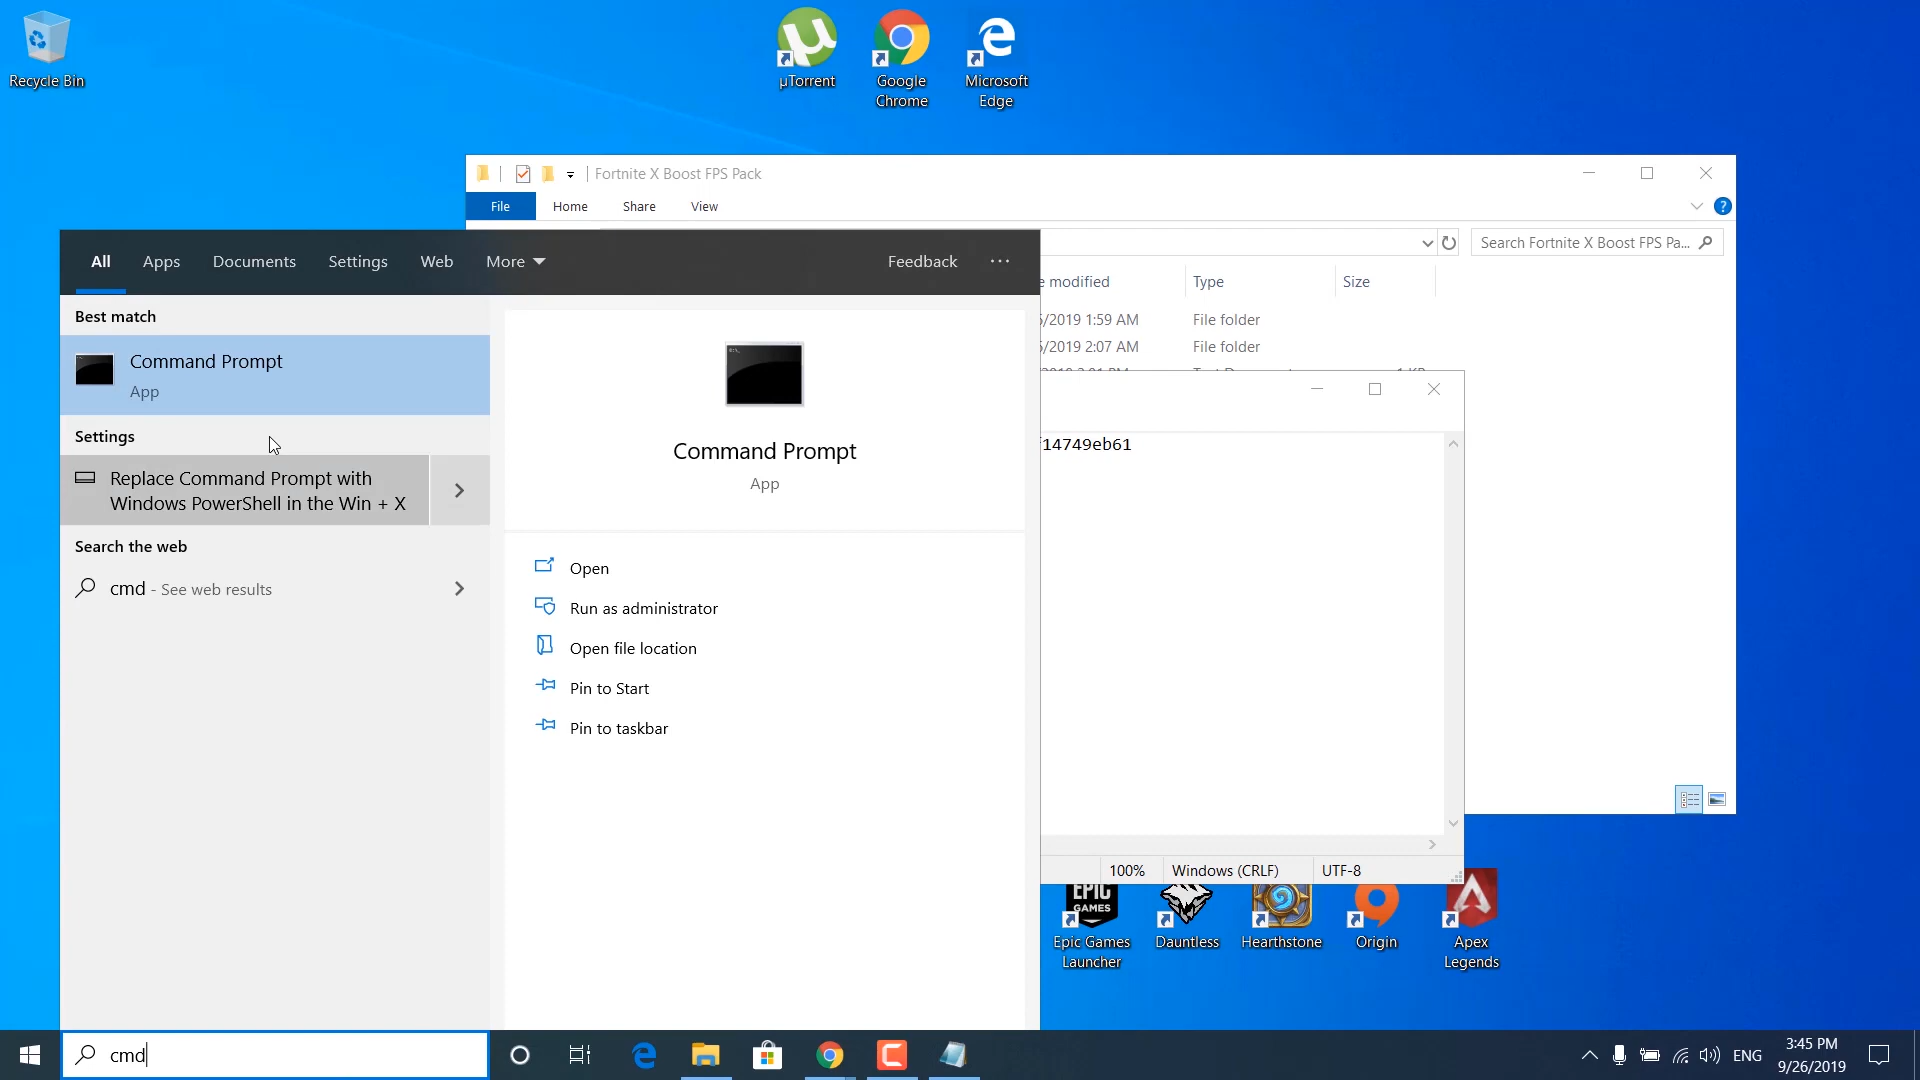 Recycle Bin
µTorrent
Google
Chrome
Microsoft
Edge
Fortnite X Boost FPS Pack
File
Home
Share
View
Search Fortnite X Boost FPS Pa...
All
Apps
Documents
Settings
Web
More
Feedback
e modified
Type
Size
6/2019 1:59 AM
File folder
6/2019 2:07 AM
File folder
Best match
Command Prompt
App
Settings
Replace Command Prompt with
Windows PowerShell in the Win + X
Search the web
cmd - See web results
Command Prompt
App
Open
Run as administrator
Open file location
Pin to Start
Pin to taskbar
f14749eb61
100%
Windows (CRLF)
UTF-8
EPIC
GAMES
Epic Games
Launcher
Dauntless
Hearthstone
Origin
Apex
Legends
cmd
ENG
3:45 PM
9/26/2019